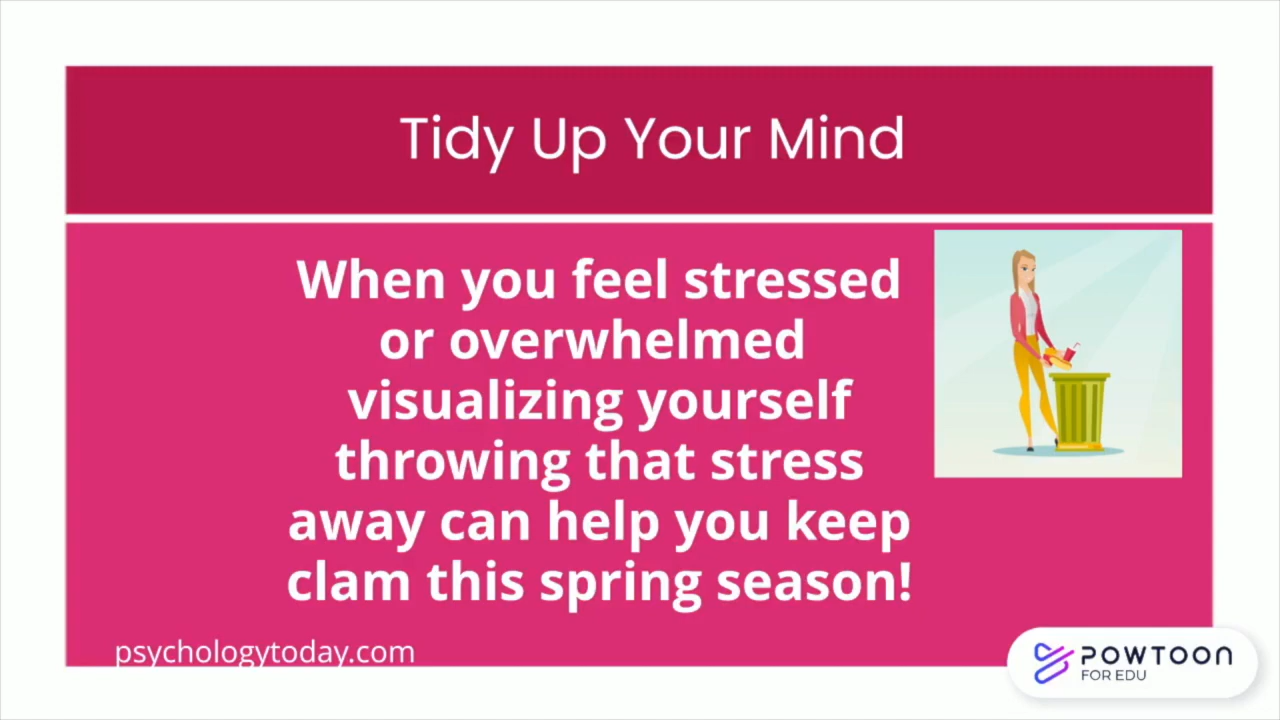 Tidy Up Your Mind
When you feel stressed
or overwhelmed
visualizing yourself
throwing that stress
away can help you keep
clam this spring season!
psychologytoday.com
POWTOON
FOR EDU